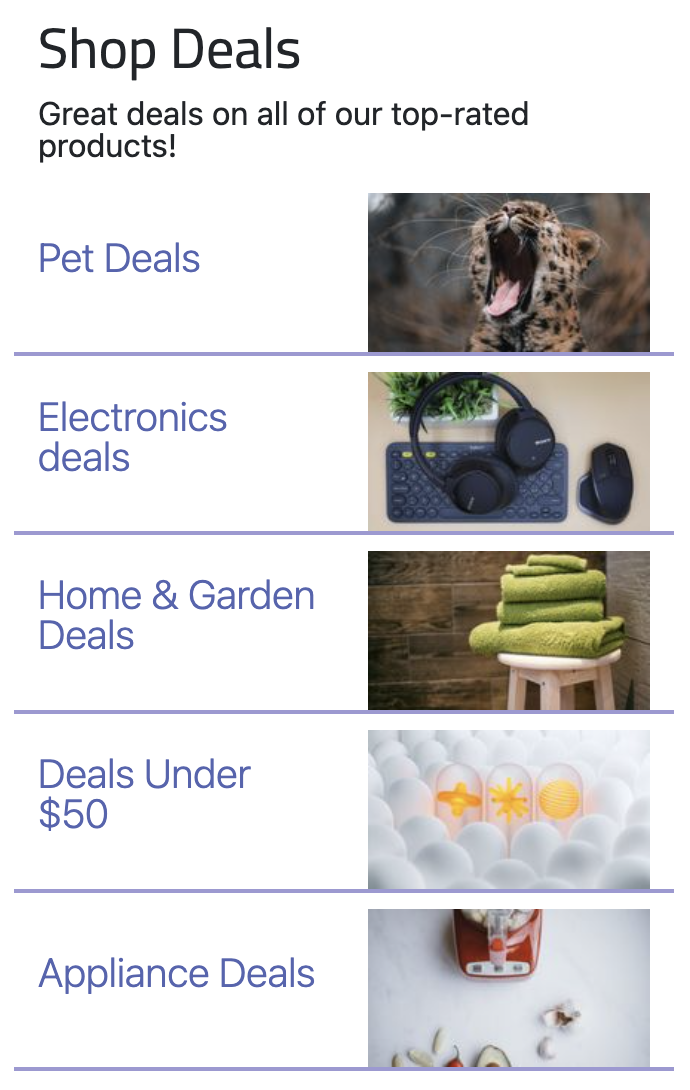 Shop Deals
Great deals on all of our top-rated
products!
Pet Deals
Electronics
deals
Home & Garden
Deals
Deals Under
$50
Appliance Deals